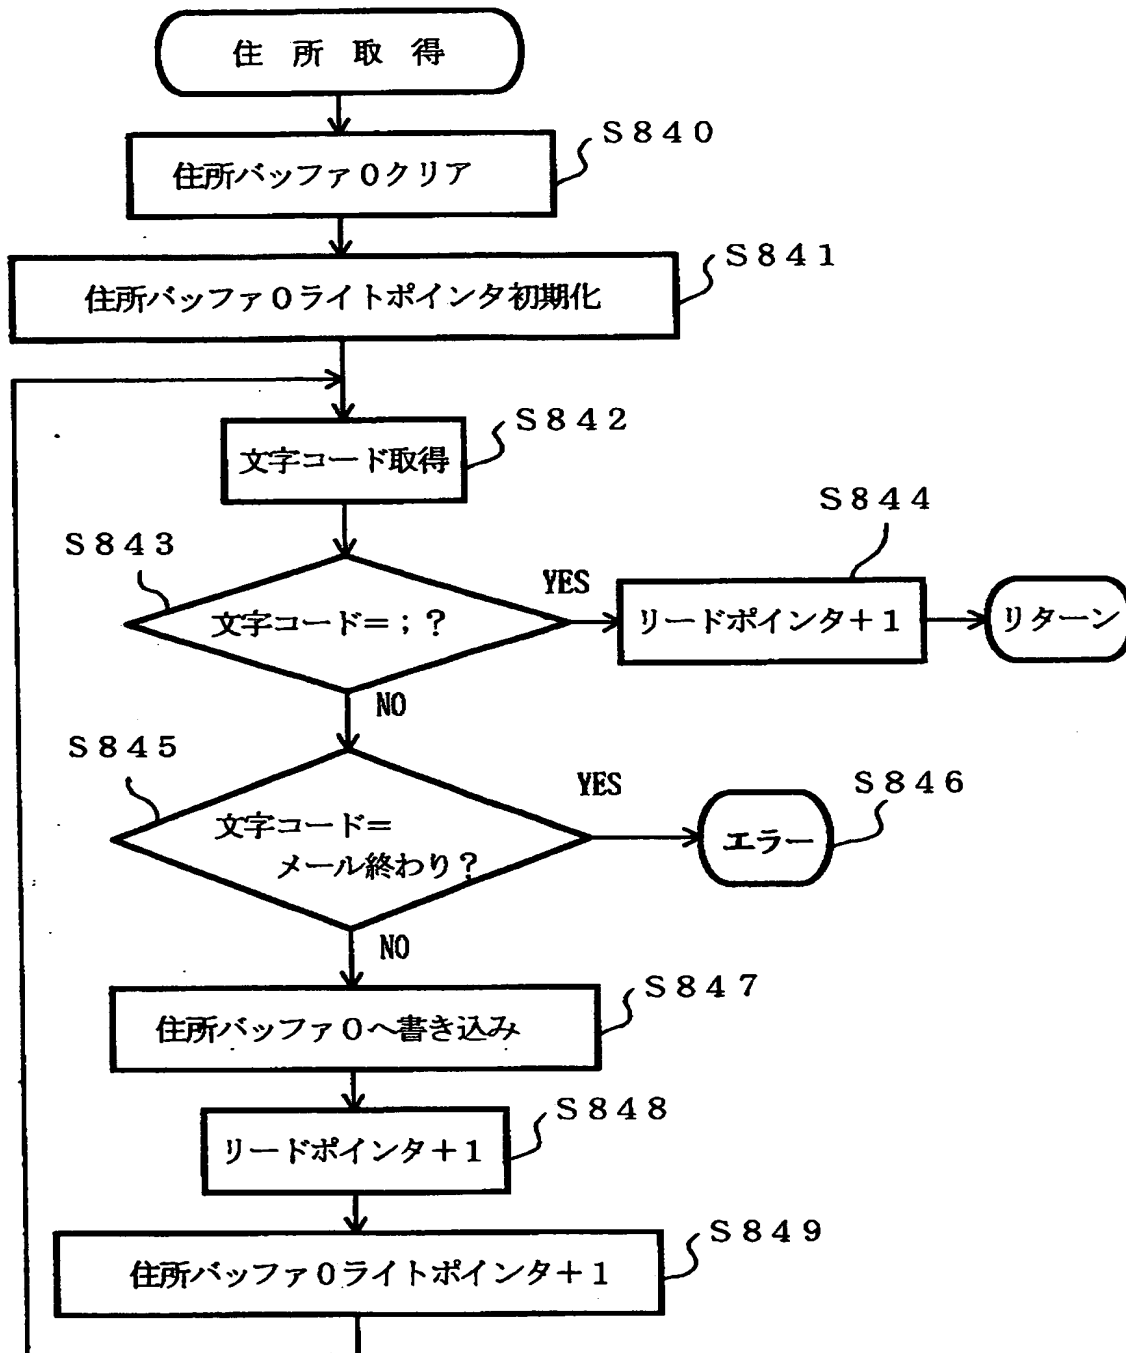 住 所 取 得
S840
住所バッファ0クリア
S841
住所バッファ0ライトポインタ初期化
S842
文字コード取得
S843
文字コード=;?
YES
S844
リードポインタ+1
リターン
NO
S845
文字コード=
メール終わり?
YES
S846
エラー
NO
S847
住所バッファ0へ書き込み
S848
リードポインタ+1
S849
住所バッファ0ライトポインタ+1